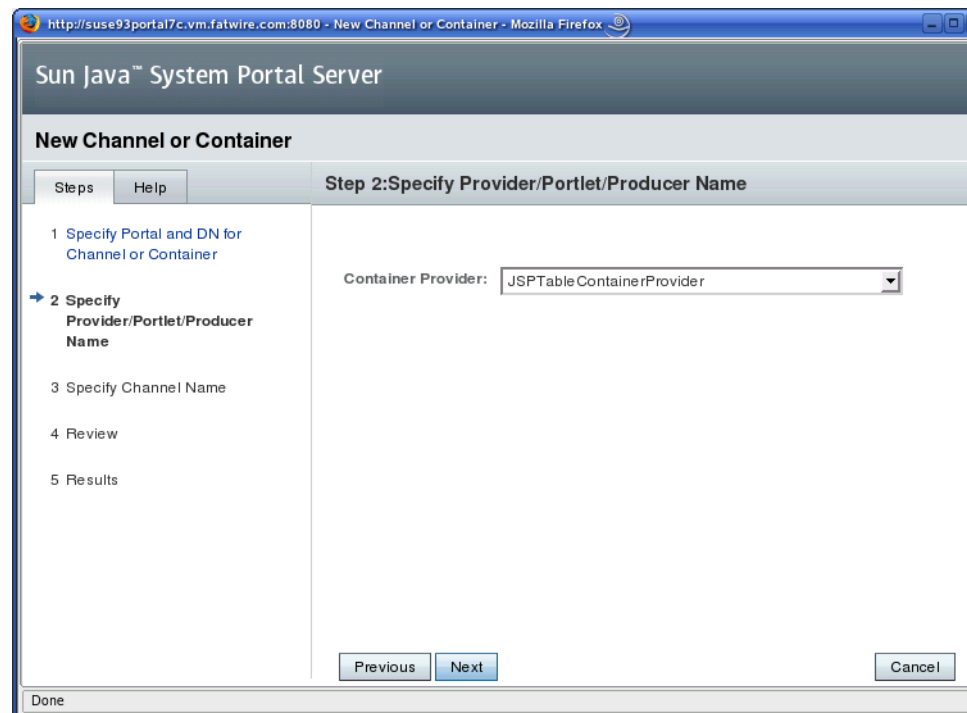 http://suse93portal7c.vm.fatwire.com:8080 - New Channel or Container - Mozilla Firefox
Sun Java™ System Portal Server
New Channel or Container
Steps
Help
Step 2:Specify Provider/Portlet/Producer Name
1 Specify Portal and DN for
Channel or Container
2 Specify
Provider/Portlet/Producer
Name
3 Specify Channel Name
4 Review
5 Results
Container Provider:
JSPTableContainerProvider
Previous
Next
Cancel
Done